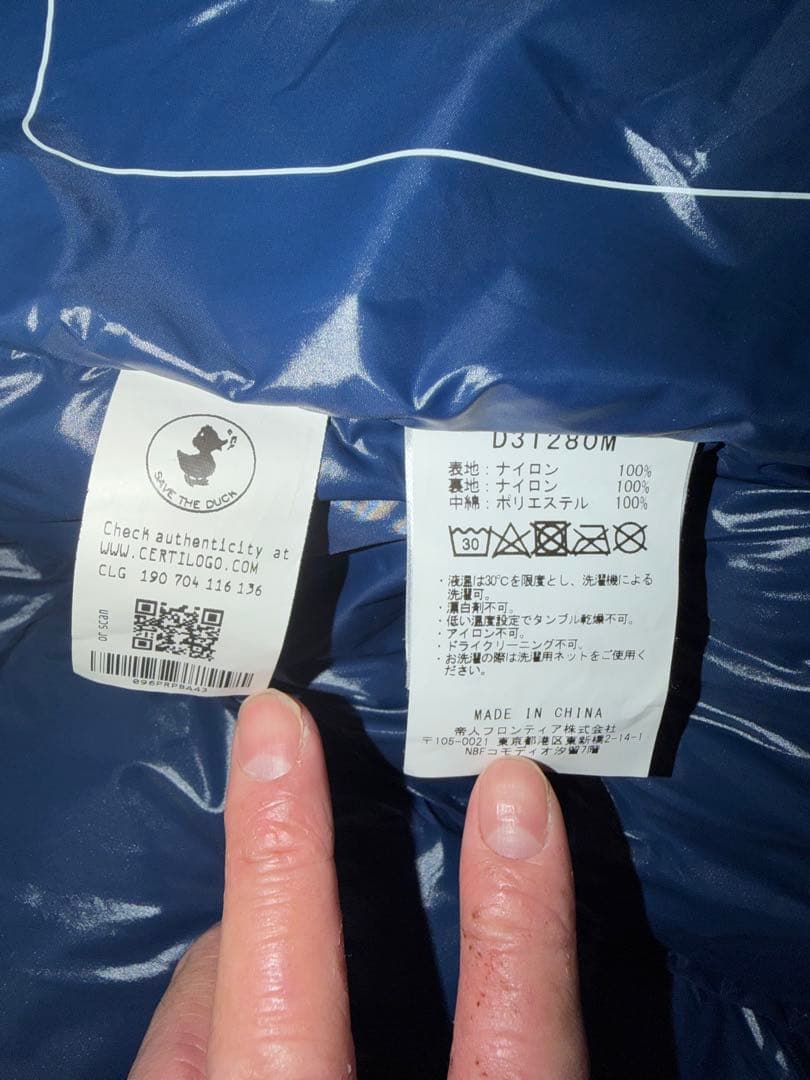 SAVE THE DUCK
Check authenticity at
WWW.CERTILOGO.COM
CLG 190 704 116 136
or scan
096PRPBA43
D31280M
表地：ナイロン 100%
裏地：ナイロン 100%
中綿：ポリエステル 100%
30
・液温は30℃を限度とし、洗濯機による
洗濯可。
・漂白剤不可。
・低い温度設定でタンブル乾燥不可。
・アイロン不可。
・ドライクリーニング不可。
・お洗濯の際は洗濯用ネットをご使用く
ださい。
MADE IN CHINA
帝人フロンティア株式会社
〒105-0021 東京都港区東新橋2-14-1
NBFコモディオ汐留7階